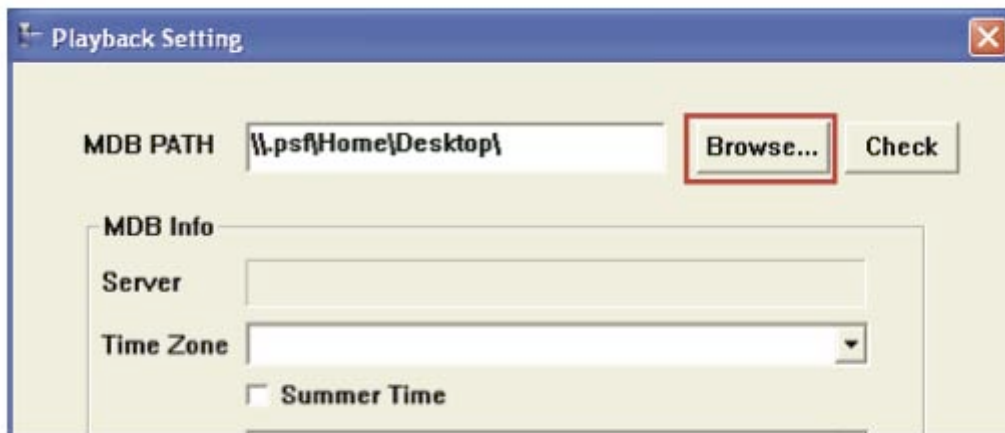 Playback Setting
MDB PATH \\.psf\Home\Desktop\ Browse... Check
MDB Info
Server
Time Zone
Summer Time